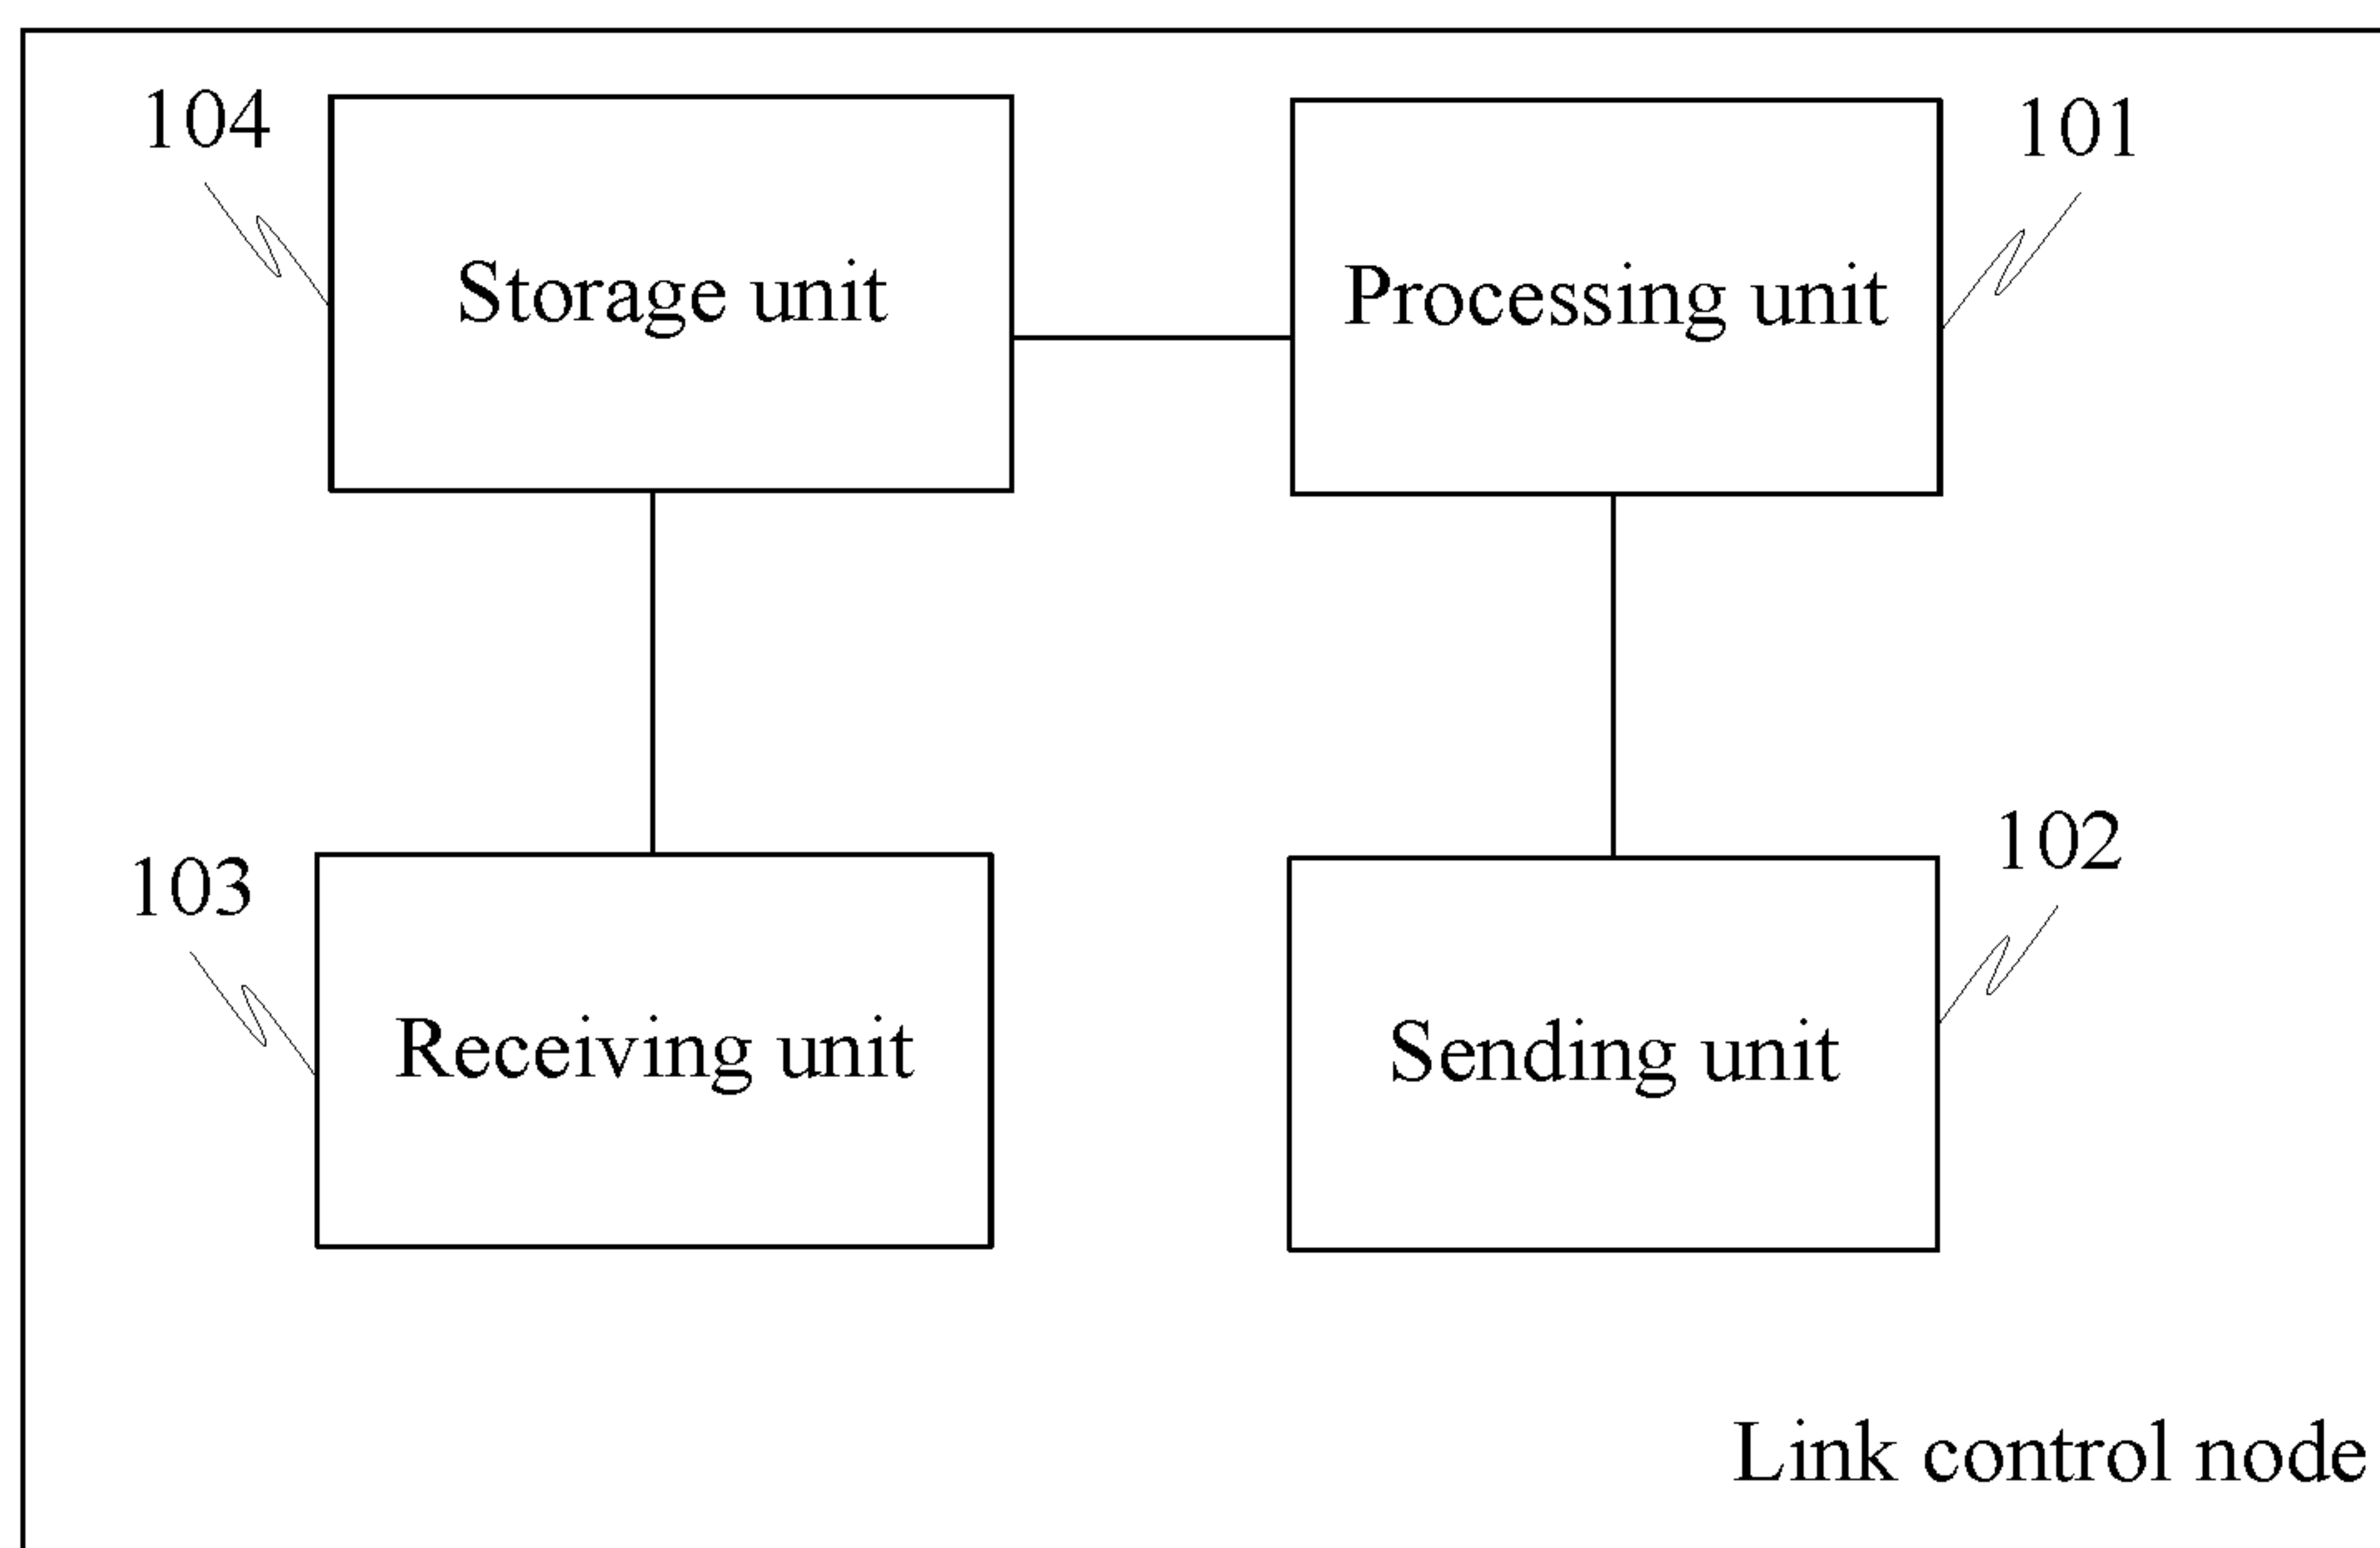 104
Storage unit
Processing unit
101
103
Receiving unit
Sending unit
102
Link control node